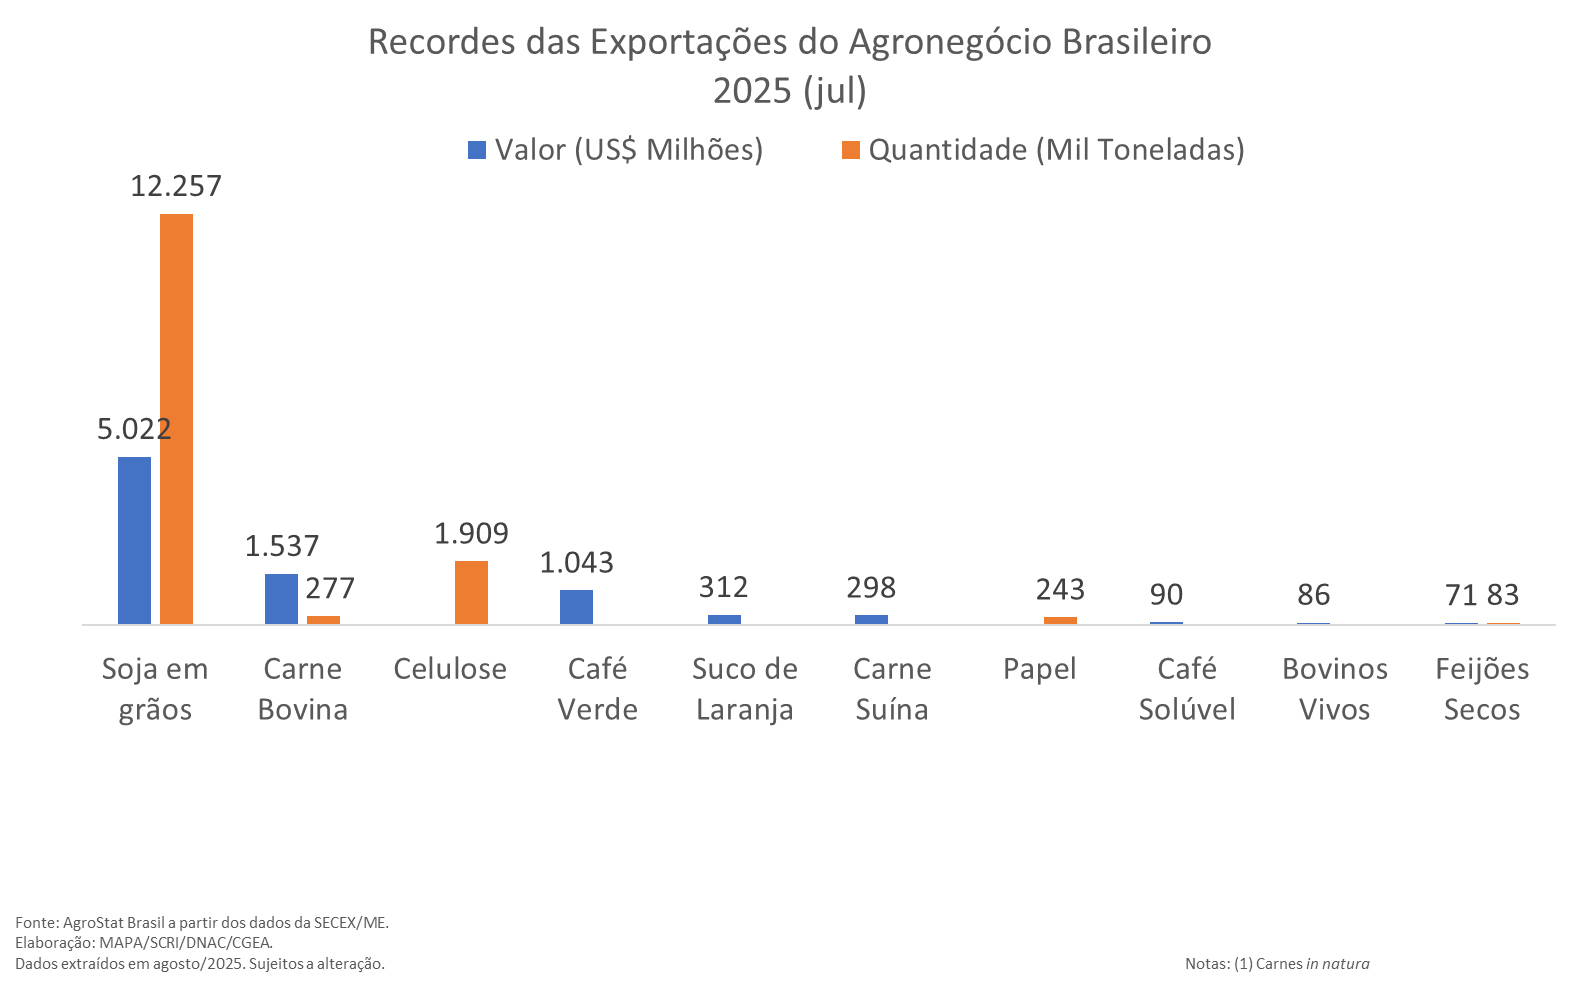 Recordes das Exportações do Agronegócio Brasileiro
2025 (jul)
Valor (US$ Milhões) Quantidade (Mil Toneladas)
12.257
5.022
1.537
277
1.909
1.043
312
298
243
90
86
71 83
Soja em grãos
Carne Bovina
Celulose
Café Verde
Suco de Laranja
Carne Suína
Papel
Café Solúvel
Bovinos Vivos
Feijões Secos
Fonte: AgroStat Brasil a partir dos dados da SECEX/ME.
Elaboração: MAPA/SCRI/DNAC/CGEA.
Dados extraídos em agosto/2025. Sujeitos a alteração.
Notas: (1) Carnes in natura